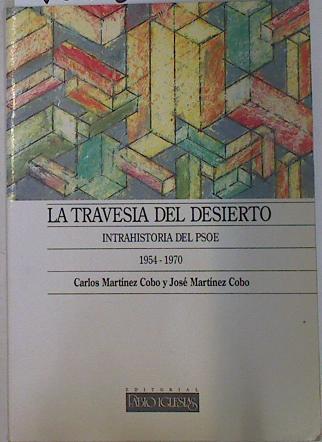 LA TRAVESIA DEL DESIERTO
INTRAHISTORIA DEL PSOE
1954 - 1970
Carlos Martínez Cobo y José Martínez Cobo
EDITORIAL
PABLO IGLESIAS